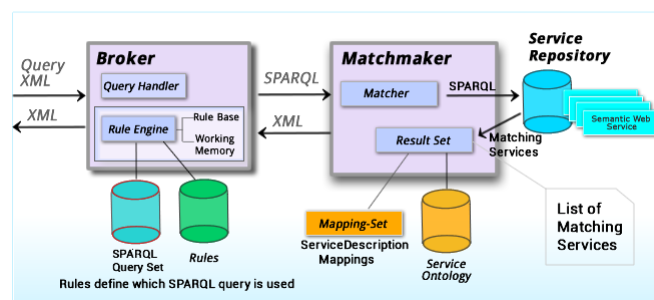 Query
XML
XML
Broker
Query Handler
Rule Engine
Rule Base
Working
Memory
SPARQL
Query Set
Rules
Rules define which SPARQL query is used
SPARQL
XML
Matchmaker
Matcher
SPARQL
Result Set
Matching
Services
Mapping-Set
ServiceDescription
Mappings
Service
Ontology
Service
Repository
Semantic Web
Service
List of
Matching
Services